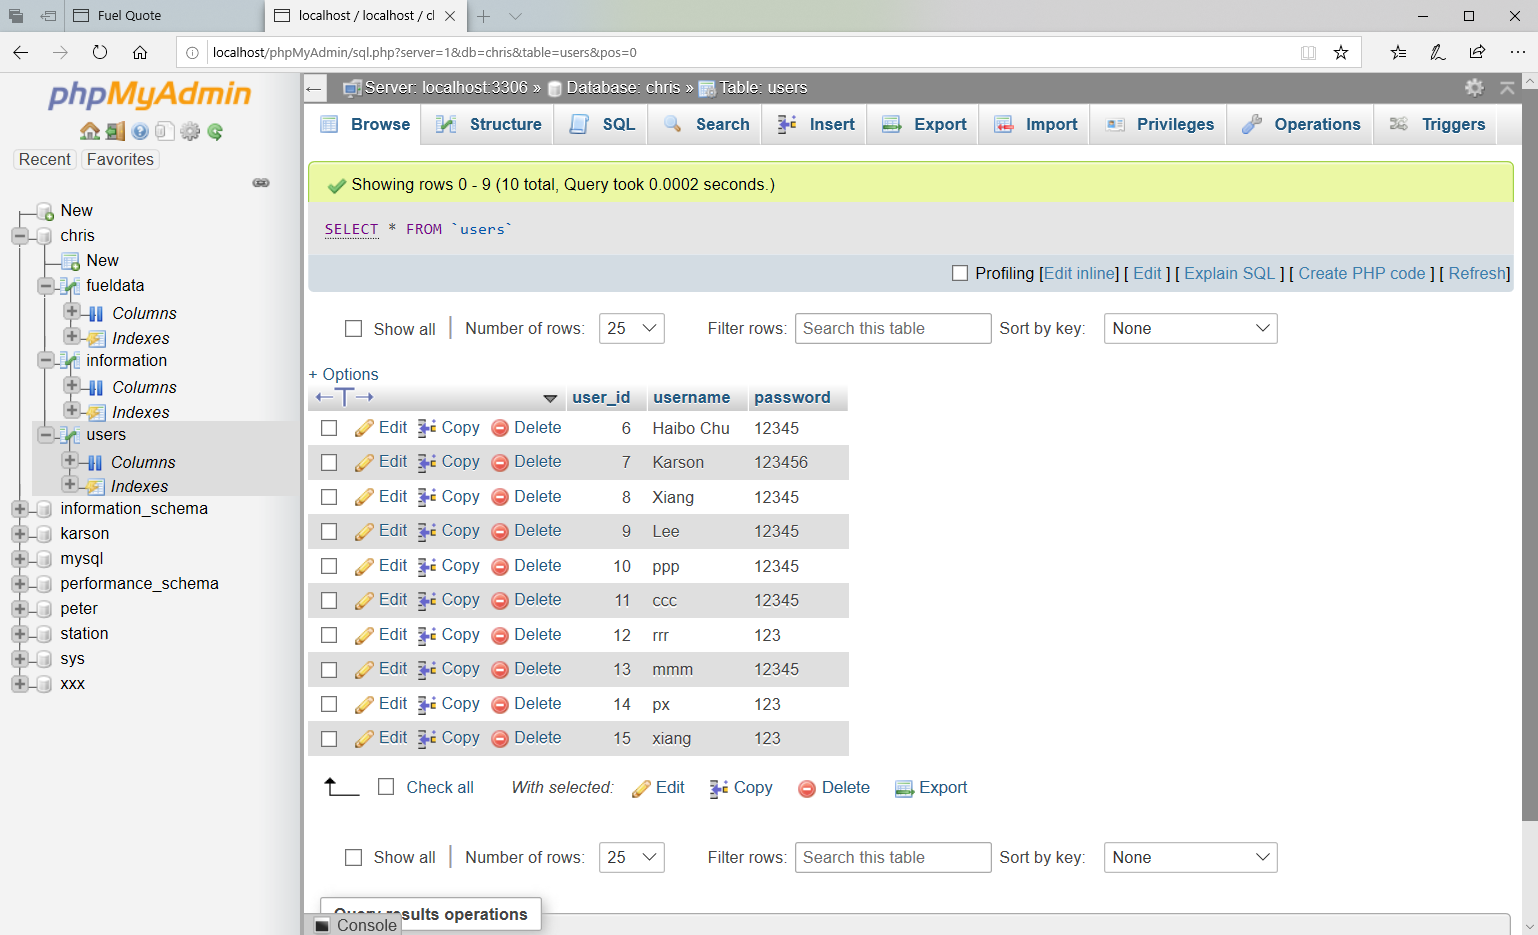 Fuel Quote
localhost / localhost / cl
localhost/phpMyAdmin/sql.php?server=1&db=chris&table=users&pos=0
phpMyAdmin
Recent Favorites
New
chris
New
fueldata
Columns
Indexes
information
Columns
Indexes
users
Columns
Indexes
information_schema
karson
mysql
performance_schema
peter
station
sys
xxx
Server: localhost:3306 » Database: chris » Table: users
Browse Structure SQL Search Insert Export Import Privileges Operations Triggers
Showing rows 0 - 9 (10 total, Query took 0.0002 seconds.)
SELECT * FROM `users`
Profiling [Edit inline] [ Edit ] [ Explain SQL ] [ Create PHP code ] [ Refresh]
Show all Number of rows: 25 Filter rows: Search this table Sort by key: None
+ Options
←T→ user_id username password
Edit Copy Delete 6 Haibo Chu 12345
Edit Copy Delete 7 Karson 123456
Edit Copy Delete 8 Xiang 12345
Edit Copy Delete 9 Lee 12345
Edit Copy Delete 10 ppp 12345
Edit Copy Delete 11 ccc 12345
Edit Copy Delete 12 rrr 123
Edit Copy Delete 13 mmm 12345
Edit Copy Delete 14 px 123
Edit Copy Delete 15 xiang 123
Check all With selected: Edit Copy Delete Export
Show all Number of rows: 25 Filter rows: Search this table Sort by key: None
Query results operations
Console